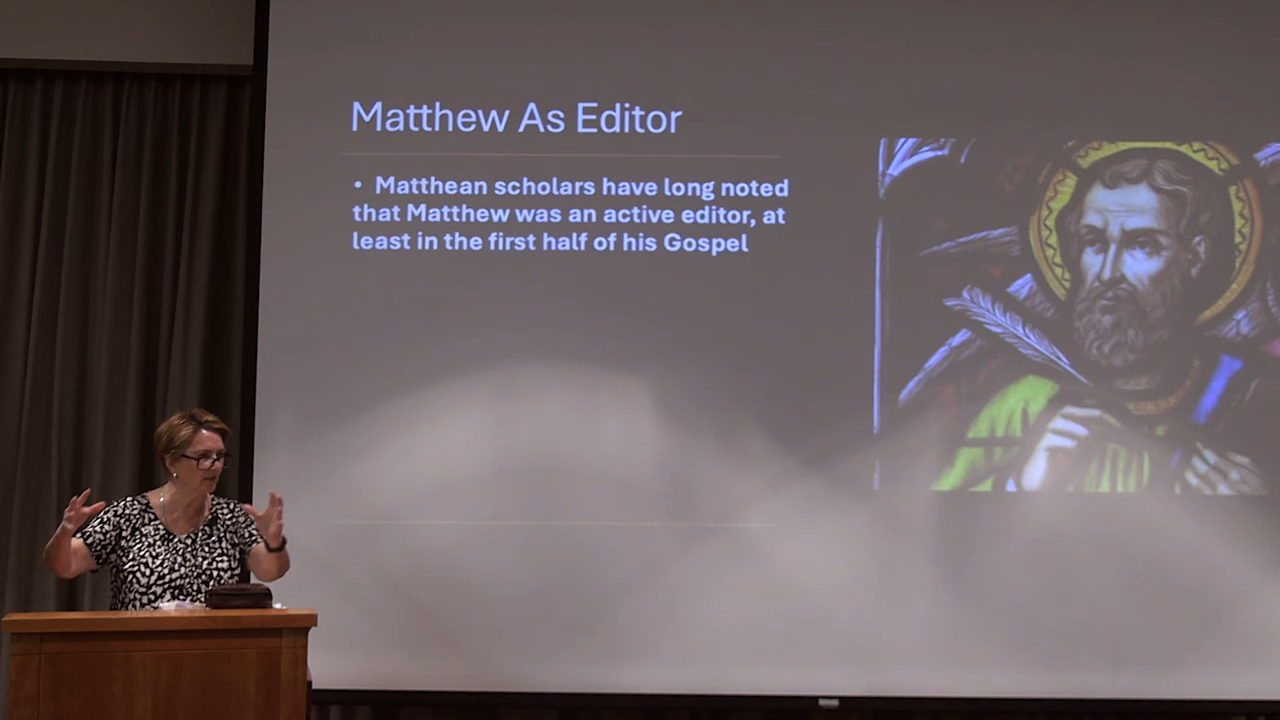 Matthew As Editor
• Matthean scholars have long noted
that Matthew was an active editor, at
least in the first half of his Gospel